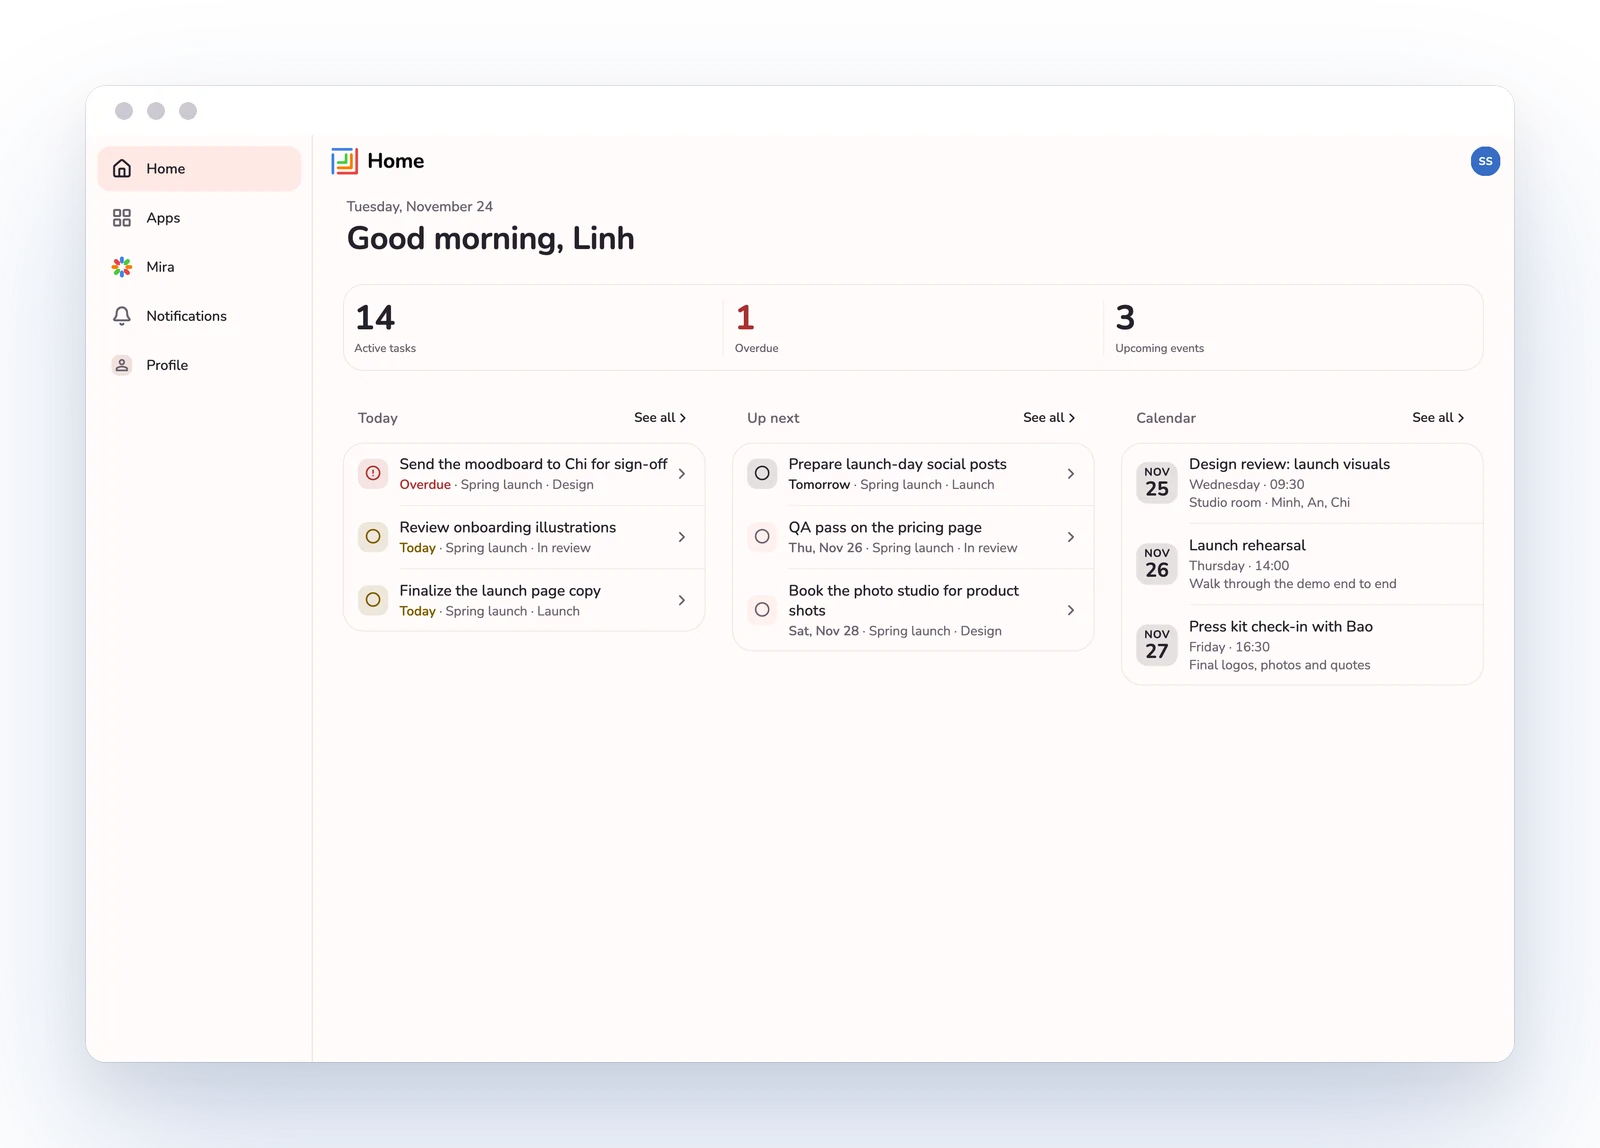 Home
Apps
Mira
Notifications
Profile
Home
SS
Tuesday, November 24
Good morning, Linh
14
Active tasks
1
Overdue
3
Upcoming events
Today
See all
Send the moodboard to Chi for sign-off
Overdue · Spring launch · Design
Review onboarding illustrations
Today · Spring launch · In review
Finalize the launch page copy
Today · Spring launch · Launch
Up next
See all
Prepare launch-day social posts
Tomorrow · Spring launch · Launch
QA pass on the pricing page
Thu, Nov 26 · Spring launch · In review
Book the photo studio for product
shots
Sat, Nov 28 · Spring launch · Design
Calendar
See all
NOV
25
Design review: launch visuals
Wednesday · 09:30
Studio room · Minh, An, Chi
NOV
26
Launch rehearsal
Thursday · 14:00
Walk through the demo end to end
NOV
27
Press kit check-in with Bao
Friday · 16:30
Final logos, photos and quotes